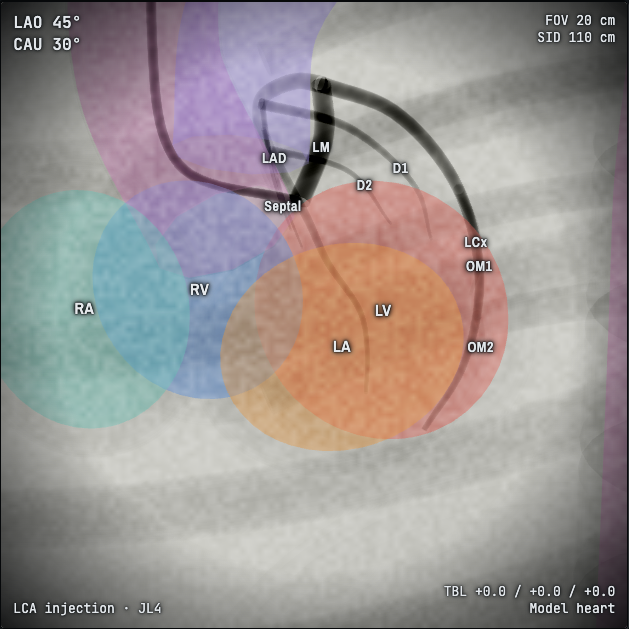 LAO 45°
CAU 30°
FOV 20 cm
SID 110 cm
LM
LAD
D1
D2
Septal
LCx
OM1
RV
RA
LV
LA
OM2
TBL +0.0 / +0.0 / +0.0
LCA injection · JL4
Model heart